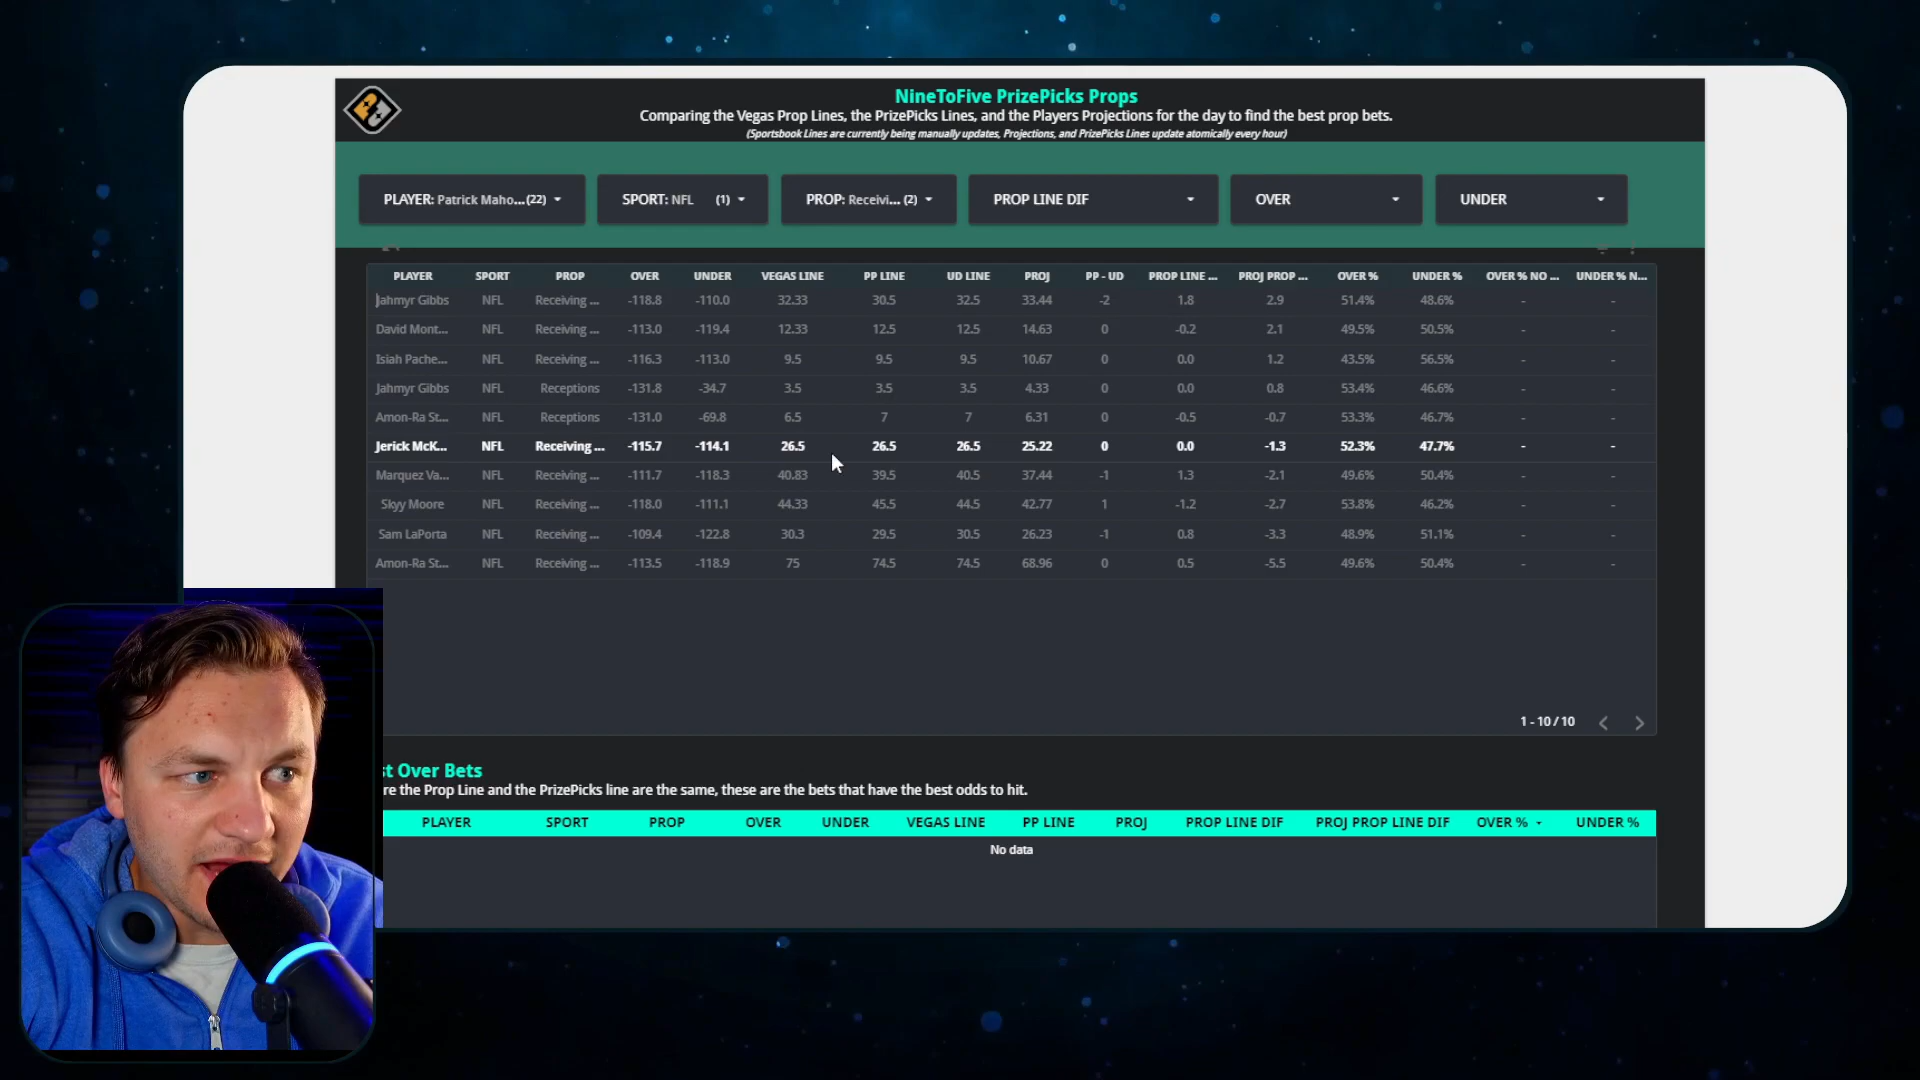 NineToFive PrizePicks Props
Comparing the Vegas Prop Lines, the PrizePicks Lines, and the Players Projections for the day to find the best prop bets.
(Sportsbook Lines are currently being manually updates, Projections, and PrizePicks Lines update atomically every hour)
PLAYER: Patrick Maho... (22) SPORT: NFL (1) PROP: Receivi... (2) PROP LINE DIF OVER UNDER
PLAYER SPORT PROP OVER UNDER VEGAS LINE PP LINE UD LINE PROJ PP - UD PROP LINE ... PROJ PROP ... OVER % UNDER % OVER % NO ... UNDER % N...
Jahmyr Gibbs NFL Receiving ... -118.8 -110.0 32.33 30.5 32.5 33.44 -2 1.8 2.9 51.4% 48.6% - -
David Mont... NFL Receiving ... -113.0 -119.4 12.33 12.5 12.5 14.63 0 -0.2 2.1 49.5% 50.5% - -
Isiah Pache... NFL Receiving ... -116.3 -113.0 9.5 9.5 9.5 10.67 0 0.0 1.2 43.5% 56.5% - -
Jahmyr Gibbs NFL Receptions -131.8 -34.7 3.5 3.5 3.5 4.33 0 0.0 0.8 53.4% 46.6% - -
Amon-Ra St... NFL Receptions -131.0 -69.8 6.5 7 7 6.31 0 -0.5 -0.7 53.3% 46.7% - -
Jerick McK... NFL Receiving ... -115.7 -114.1 26.5 26.5 26.5 25.22 0 0.0 -1.3 52.3% 47.7% - -
Marquez Va... NFL Receiving ... -111.7 -118.3 40.83 39.5 40.5 37.44 -1 1.3 -2.1 49.6% 50.4% - -
Skyy Moore NFL Receiving ... -118.0 -111.1 44.33 45.5 44.5 42.77 1 -1.2 -2.7 53.8% 46.2% - -
Sam LaPorta NFL Receiving ... -109.4 -122.8 30.3 29.5 30.5 26.23 -1 0.8 -3.3 48.9% 51.1% - -
Amon-Ra St... NFL Receiving ... -113.5 -118.9 75 74.5 74.5 68.96 0 0.5 -5.5 49.6% 50.4% - -
1 - 10 / 10
st Over Bets
re the Prop Line and the PrizePicks line are the same, these are the bets that have the best odds to hit.
PLAYER SPORT PROP OVER UNDER VEGAS LINE PP LINE PROJ PROP LINE DIF PROJ PROP LINE DIF OVER % UNDER %
No data